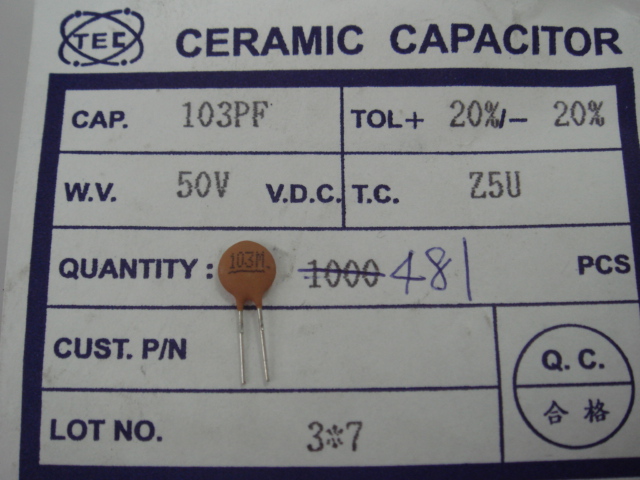 TEC CERAMIC CAPACITOR
CAP. 103PF TOL+ 20%/- 20%
W.V. 50V V.D.C. T.C. Z5U
QUANTITY : 1000 481 PCS
103M.
CUST. P/N
Q.C.
合格
LOT NO. 3*7